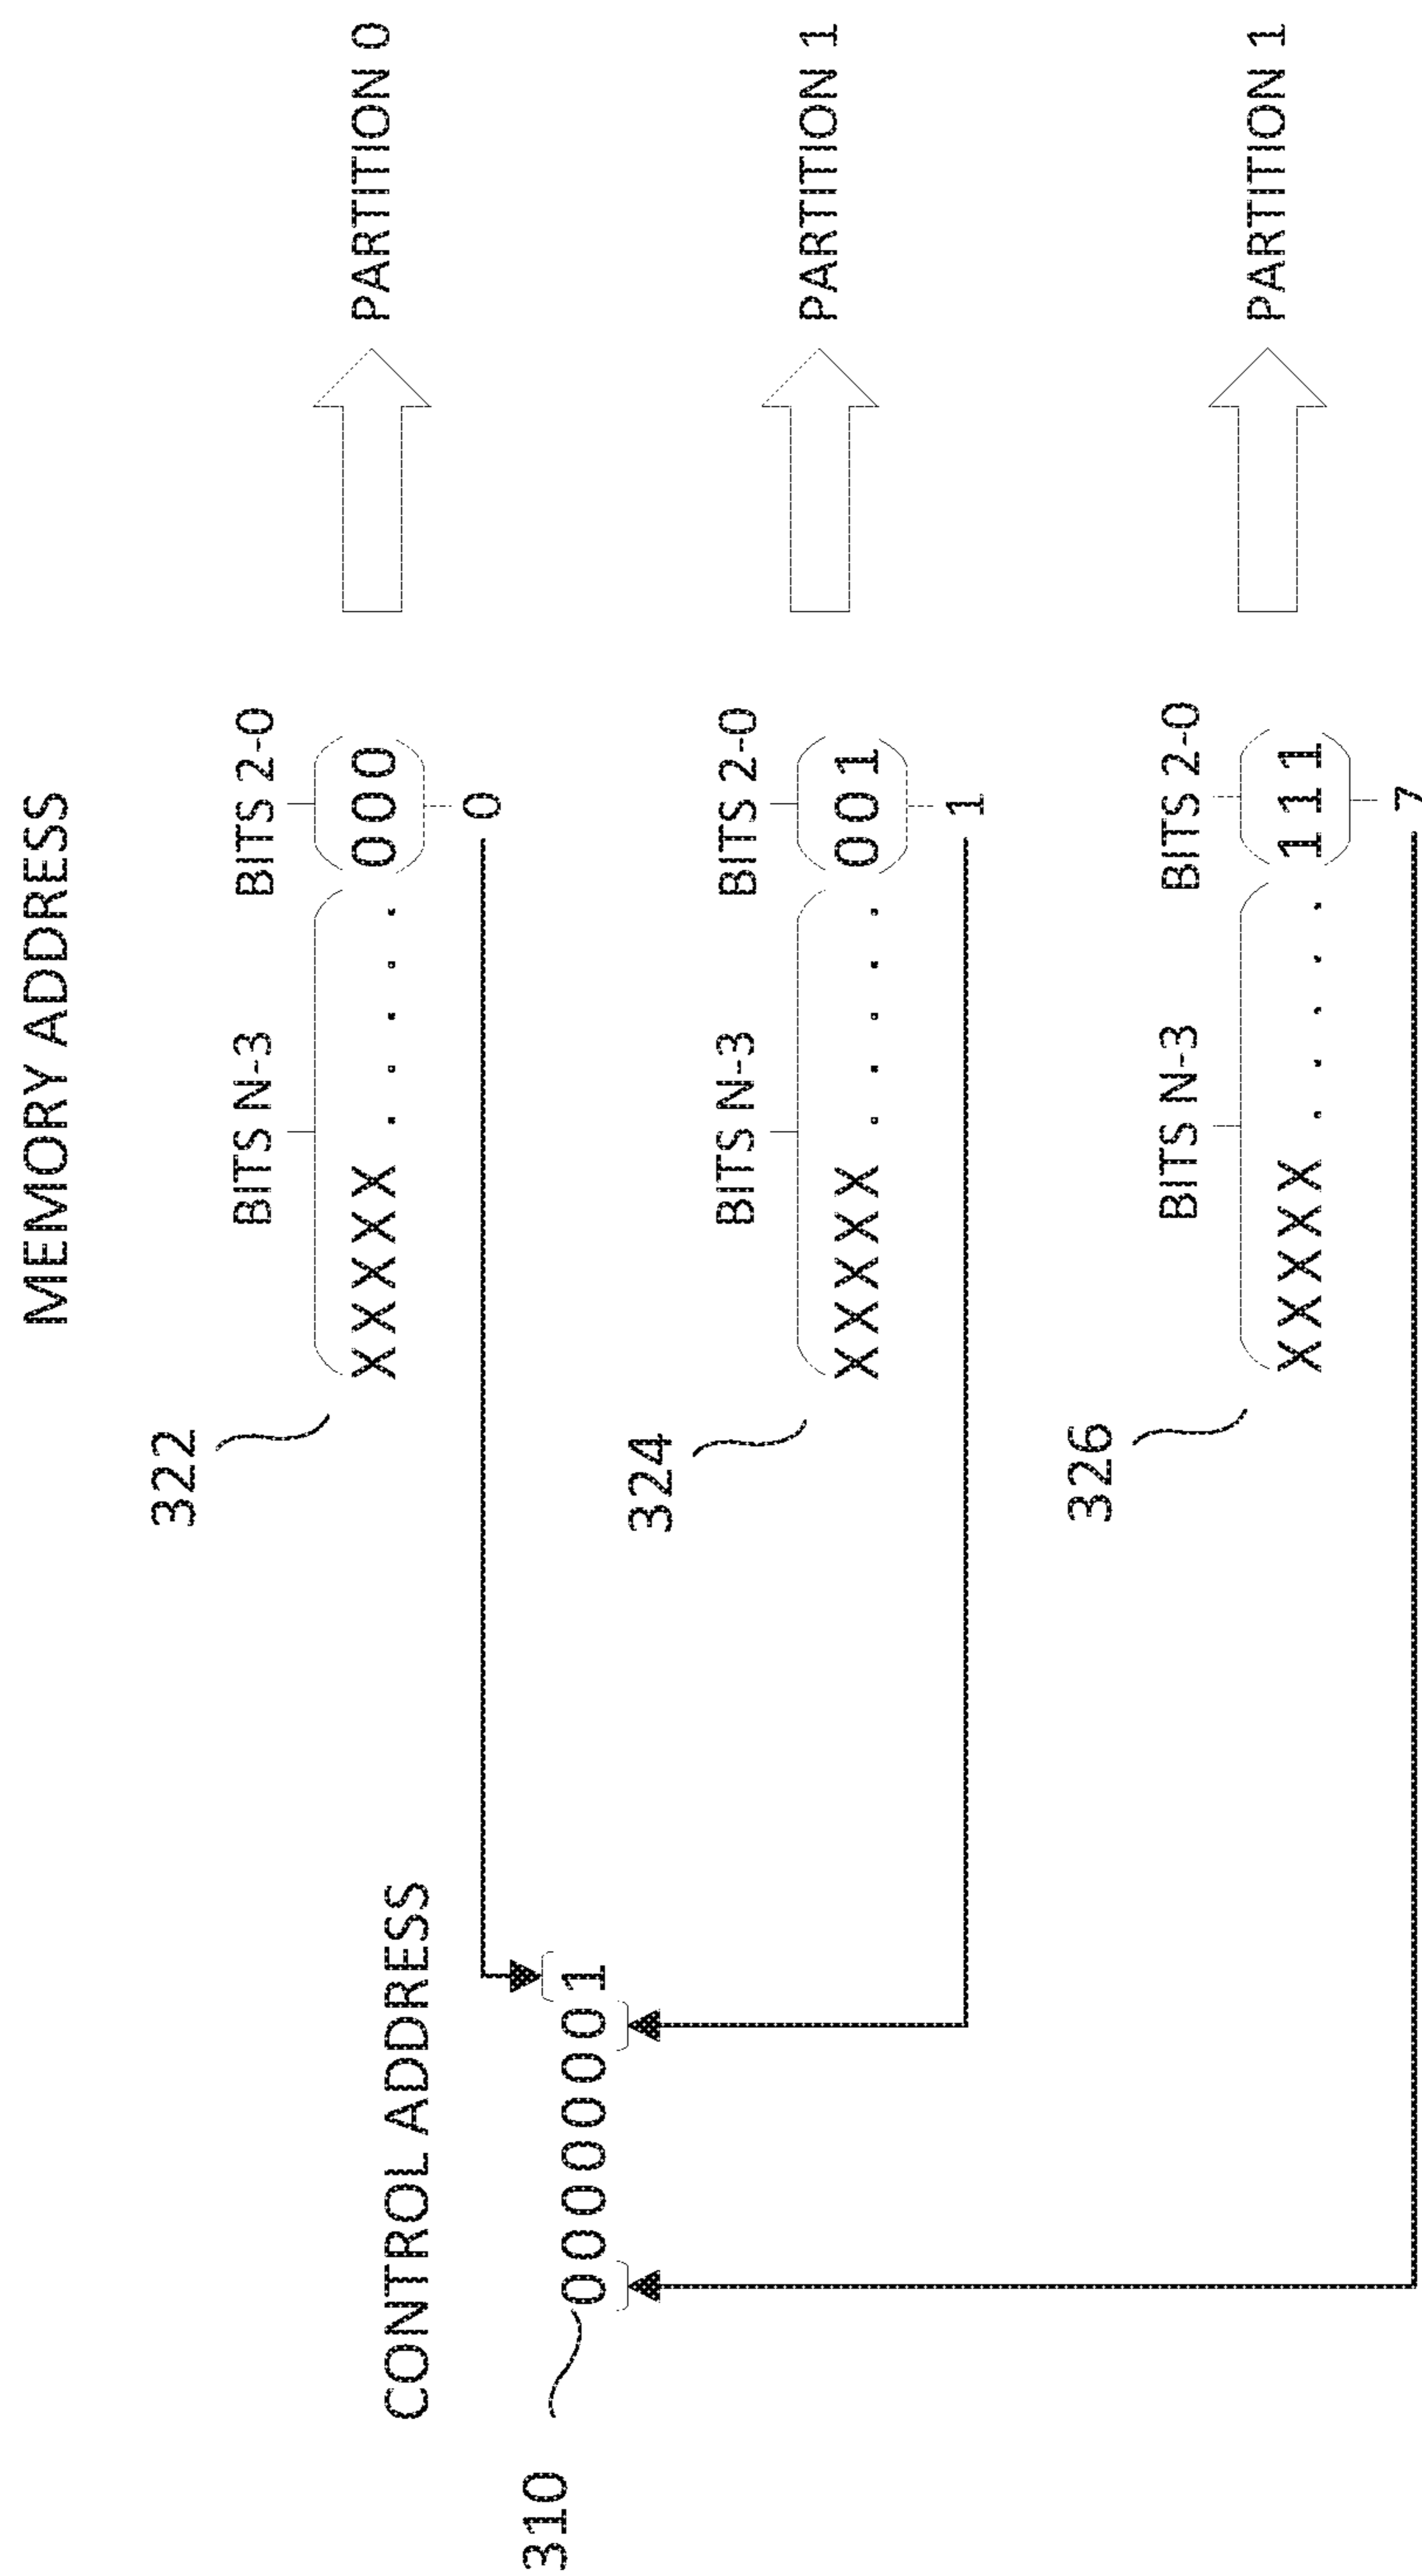 MEMORY ADDRESS
322
BITS N-3 BITS 2-0
XXXXX . . . . . 000 PARTITION 0
0
CONTROL ADDRESS
310
00000001
324
BITS N-3 BITS 2-0
XXXXX . . . . . 001 PARTITION 1
1
326
BITS N-3 BITS 2-0
XXXXX . . . . . 111 PARTITION 1
7